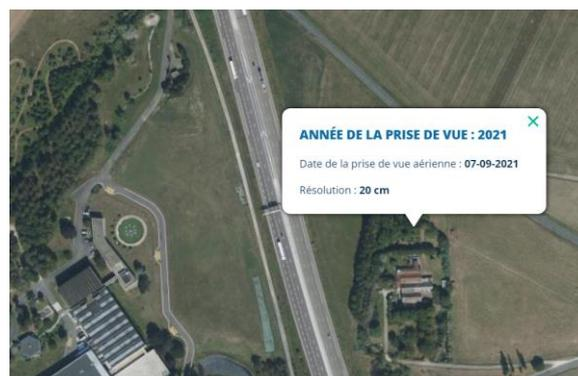 ANNÉE DE LA PRISE DE VUE : 2021
Date de la prise de vue aérienne : 07-09-2021
Résolution : 20 cm